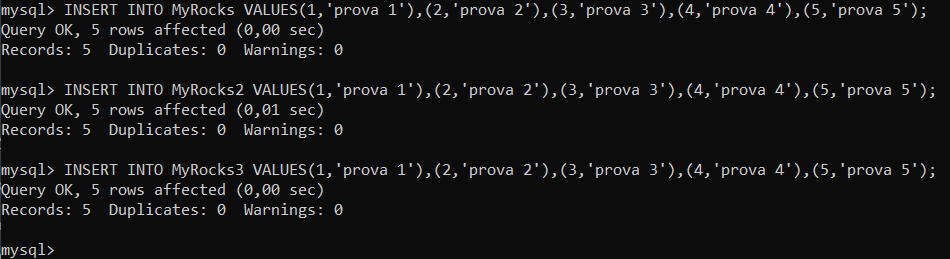 mysql> INSERT INTO MyRocks VALUES(1,'prova 1'),(2,'prova 2'),(3,'prova 3'),(4,'prova 4'),(5,'prova 5');
Query OK, 5 rows affected (0,00 sec)
Records: 5  Duplicates: 0  Warnings: 0

mysql> INSERT INTO MyRocks2 VALUES(1,'prova 1'),(2,'prova 2'),(3,'prova 3'),(4,'prova 4'),(5,'prova 5');
Query OK, 5 rows affected (0,01 sec)
Records: 5  Duplicates: 0  Warnings: 0

mysql> INSERT INTO MyRocks3 VALUES(1,'prova 1'),(2,'prova 2'),(3,'prova 3'),(4,'prova 4'),(5,'prova 5');
Query OK, 5 rows affected (0,00 sec)
Records: 5  Duplicates: 0  Warnings: 0

mysql>